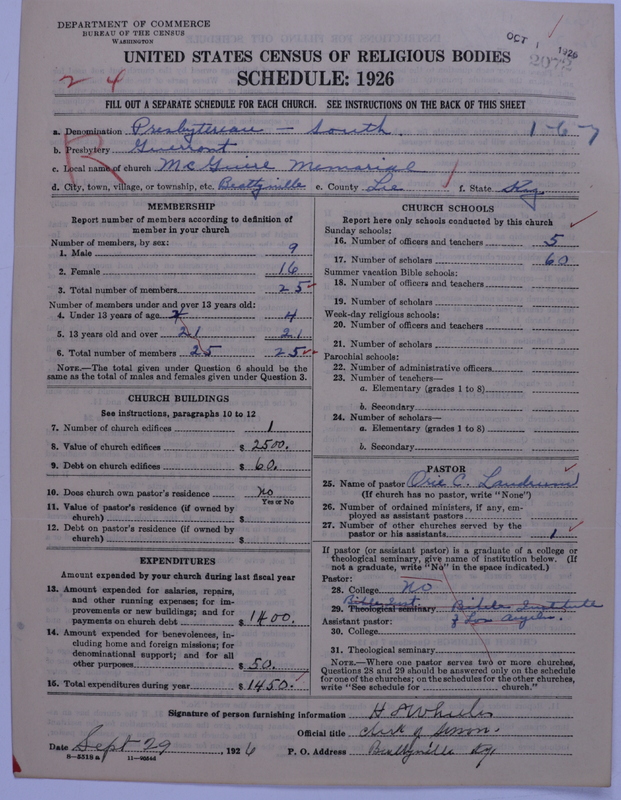 DEPARTMENT OF COMMERCE
BUREAU OF THE CENSUS
WASHINGTON
OCT 1 1926
2072
UNITED STATES CENSUS OF RELIGIOUS BODIES
SCHEDULE: 1926
2 4
FILL OUT A SEPARATE SCHEDULE FOR EACH CHURCH. SEE INSTRUCTIONS ON THE BACK OF THIS SHEET
a. Denomination Presbyterian — South. 1-6-7
b. Presbytery Guerrant
c. Local name of church McGuire Memorial
R
d. City, town, village, or township, etc. Beattyville e. County Lee f. State Ky
MEMBERSHIP
Report number of members according to definition of member in your church
Number of members, by sex:
1. Male 9
2. Female 16
3. Total number of members 25
Number of members under and over 13 years old:
4. Under 13 years of age 4 4
5. 13 years old and over 21 21
6. Total number of members 25 25
NOTE.—The total given under Question 6 should be the same as the total of males and females given under Question 3.
CHURCH BUILDINGS
See instructions, paragraphs 10 to 12
7. Number of church edifices 1
8. Value of church edifices $ 2500.
9. Debt on church edifices $ 60.
10. Does church own pastor's residence No
Yes or No
11. Value of pastor's residence (if owned by church) $
12. Debt on pastor's residence (if owned by church) $
EXPENDITURES
Amount expended by your church during last fiscal year
13. Amount expended for salaries, repairs, and other running expenses; for improvements or new buildings; and for payments on church debt $ 1400.
14. Amount expended for benevolences, including home and foreign missions; for denominational support; and for all other purposes $ 50.
15. Total expenditures during year $ 1450.
CHURCH SCHOOLS
Report here only schools conducted by this church
Sunday schools:
16. Number of officers and teachers 5
17. Number of scholars 60
Summer vacation Bible schools:
18. Number of officers and teachers
19. Number of scholars
Week-day religious schools:
20. Number of officers and teachers
21. Number of scholars
Parochial schools:
22. Number of administrative officers
23. Number of teachers—
a. Elementary (grades 1 to 8)
b. Secondary
24. Number of scholars—
a. Elementary (grades 1 to 8)
b. Secondary
PASTOR
25. Name of pastor Orie C. Landrum
(If church has no pastor, write "None")
26. Number of ordained ministers, if any, employed as assistant pastors
27. Number of other churches served by the pastor or his assistants 1
If pastor (or assistant pastor) is a graduate of a college or theological seminary, give name of institution below. (If not a graduate, write "No" in the space indicated.)
Pastor:
28. College No
Bible Inst.
29. Theological seminary Bible Institute
of Los Angeles.
Assistant pastor:
30. College
31. Theological seminary
NOTE.—Where one pastor serves two or more churches, Questions 28 and 29 should be answered only on the schedule for one of the churches; on the schedules for the other churches, write "See schedule for church."
Signature of person furnishing information H S Wheeler
Official title Clerk of Session.
Date Sept 29 1926 P. O. Address Beattyville Ky.
8—5518 a